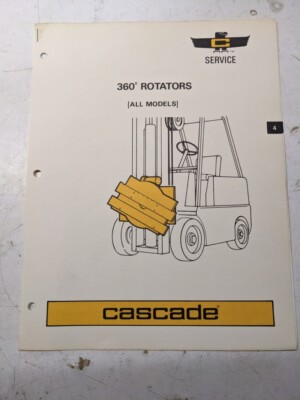 C
SERVICE
360° ROTATORS
[ALL MODELS]
4
cascade®